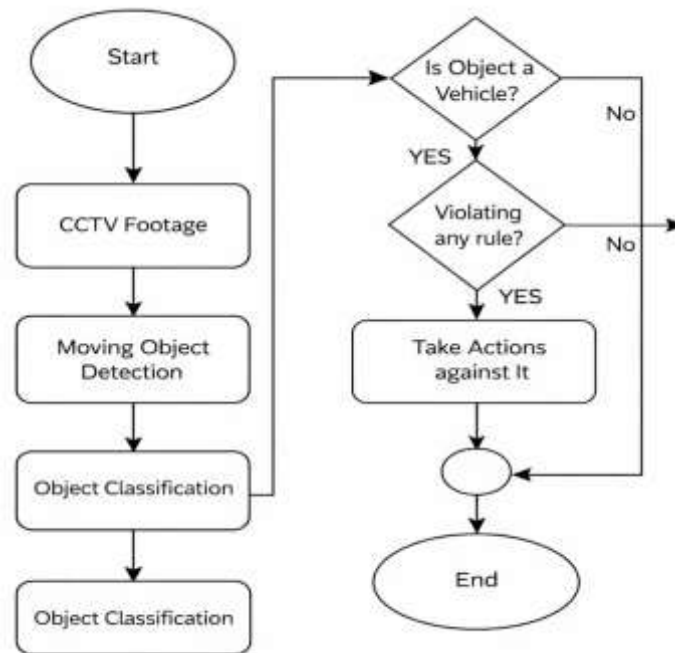 Start
CCTV Footage
Moving Object
Detection
Object Classification
Object Classification
Is Object a
Vehicle?
No
YES
Violating
any rule?
No
YES
Take Actions
against It
End